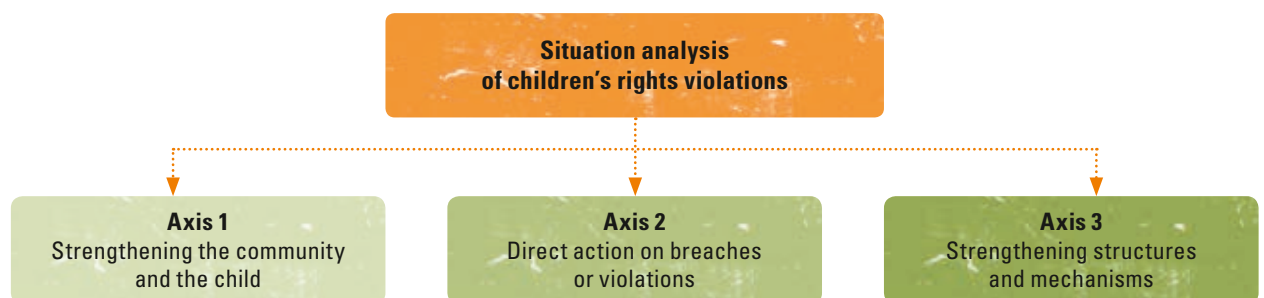 Situation analysis
of children’s rights violations
Axis 1
Strengthening the community
and the child
Axis 2
Direct action on breaches
or violations
Axis 3
Strengthening structures
and mechanisms